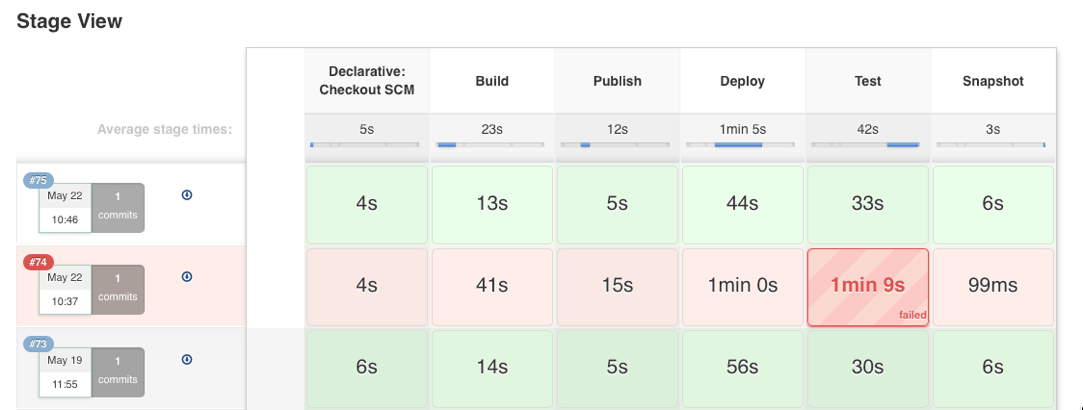 Stage View
Declarative: Checkout SCM
Build
Publish
Deploy
Test
Snapshot
Average stage times:
5s
23s
12s
1min 5s
42s
3s
#75
May 22
10:46
1
commits
4s
13s
5s
44s
33s
6s
#74
May 22
10:37
1
commits
4s
41s
15s
1min 0s
1min 9s
failed
99ms
#73
May 19
11:55
1
commits
6s
14s
5s
56s
30s
6s